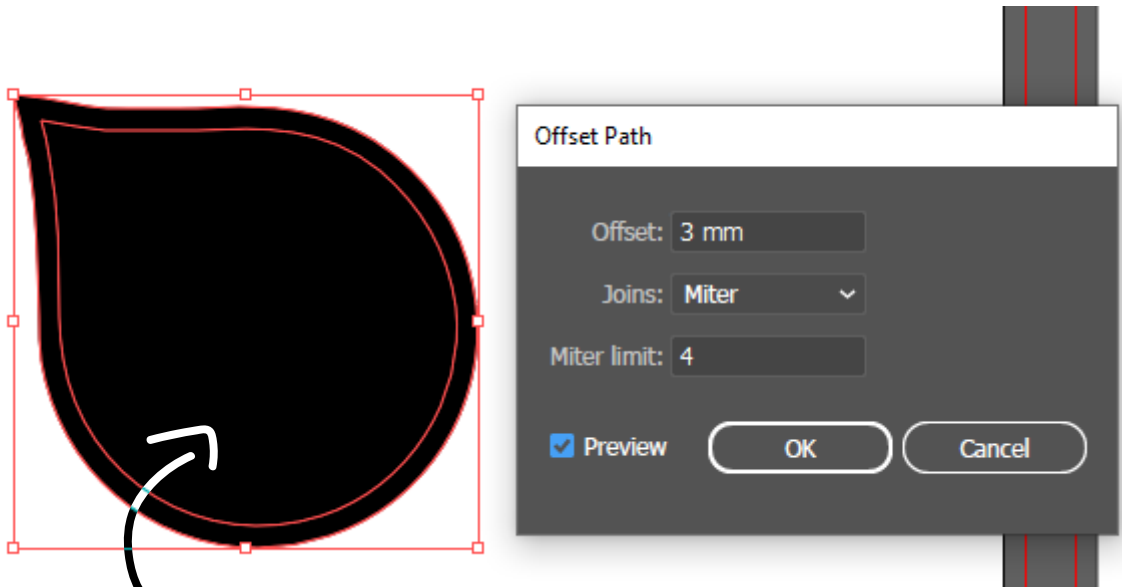 Offset Path
Offset: 3 mm
Joins: Miter
Miter limit: 4
Preview OK Cancel